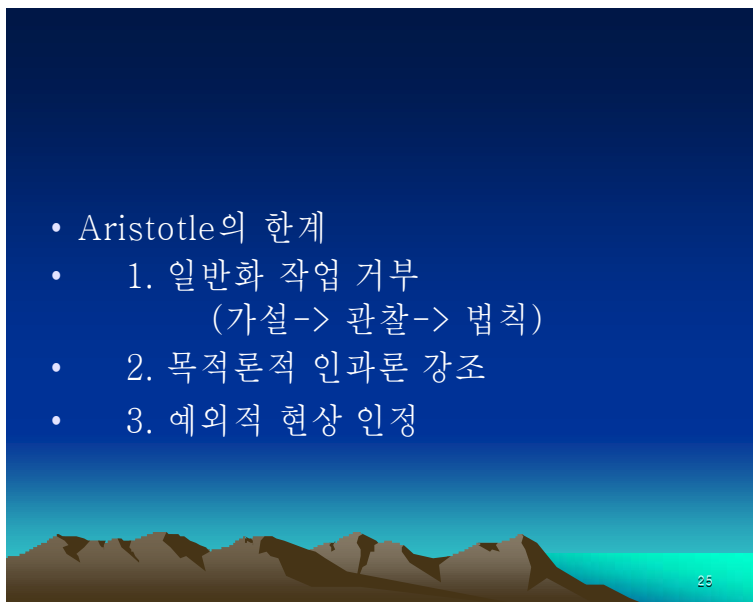 • Aristotle의 한계
• 1. 일반화 작업 거부
(가설-> 관찰-> 법칙)
• 2. 목적론적 인과론 강조
• 3. 예외적 현상 인정
25